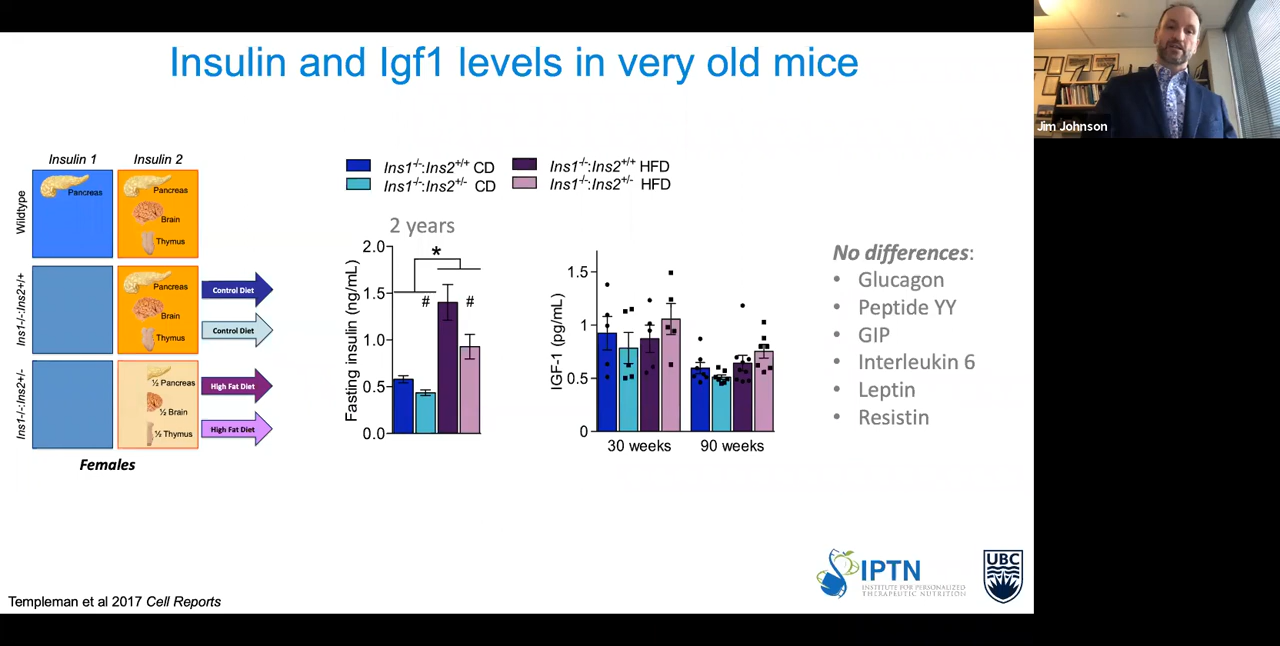 Insulin and Igf1 levels in very old mice
Jim Johnson
Insulin 1
Insulin 2
Wildtype
Pancreas
Pancreas
Brain
Thymus
Ins1-/-:Ins2+/+
Pancreas
Brain
Thymus
Control Diet
Control Diet
Ins1-/-:Ins2+/-
½ Pancreas
½ Brain
½ Thymus
High Fat Diet
High Fat Diet
Females
Ins1-/-:Ins2+/+ CD
Ins1-/-:Ins2+/- CD
Ins1-/-:Ins2+/+ HFD
Ins1-/-:Ins2+/- HFD
2 years
Fasting insulin (ng/mL)
2.0
1.5
1.0
0.5
0.0
*
# #
IGF-1 (pg/mL)
1.5
1
0.5
0
30 weeks
90 weeks
No differences:
• Glucagon
• Peptide YY
• GIP
• Interleukin 6
• Leptin
• Resistin
IPTN
INSTITUTE FOR PERSONALIZED
THERAPEUTIC NUTRITION
UBC
Templeman et al 2017 Cell Reports